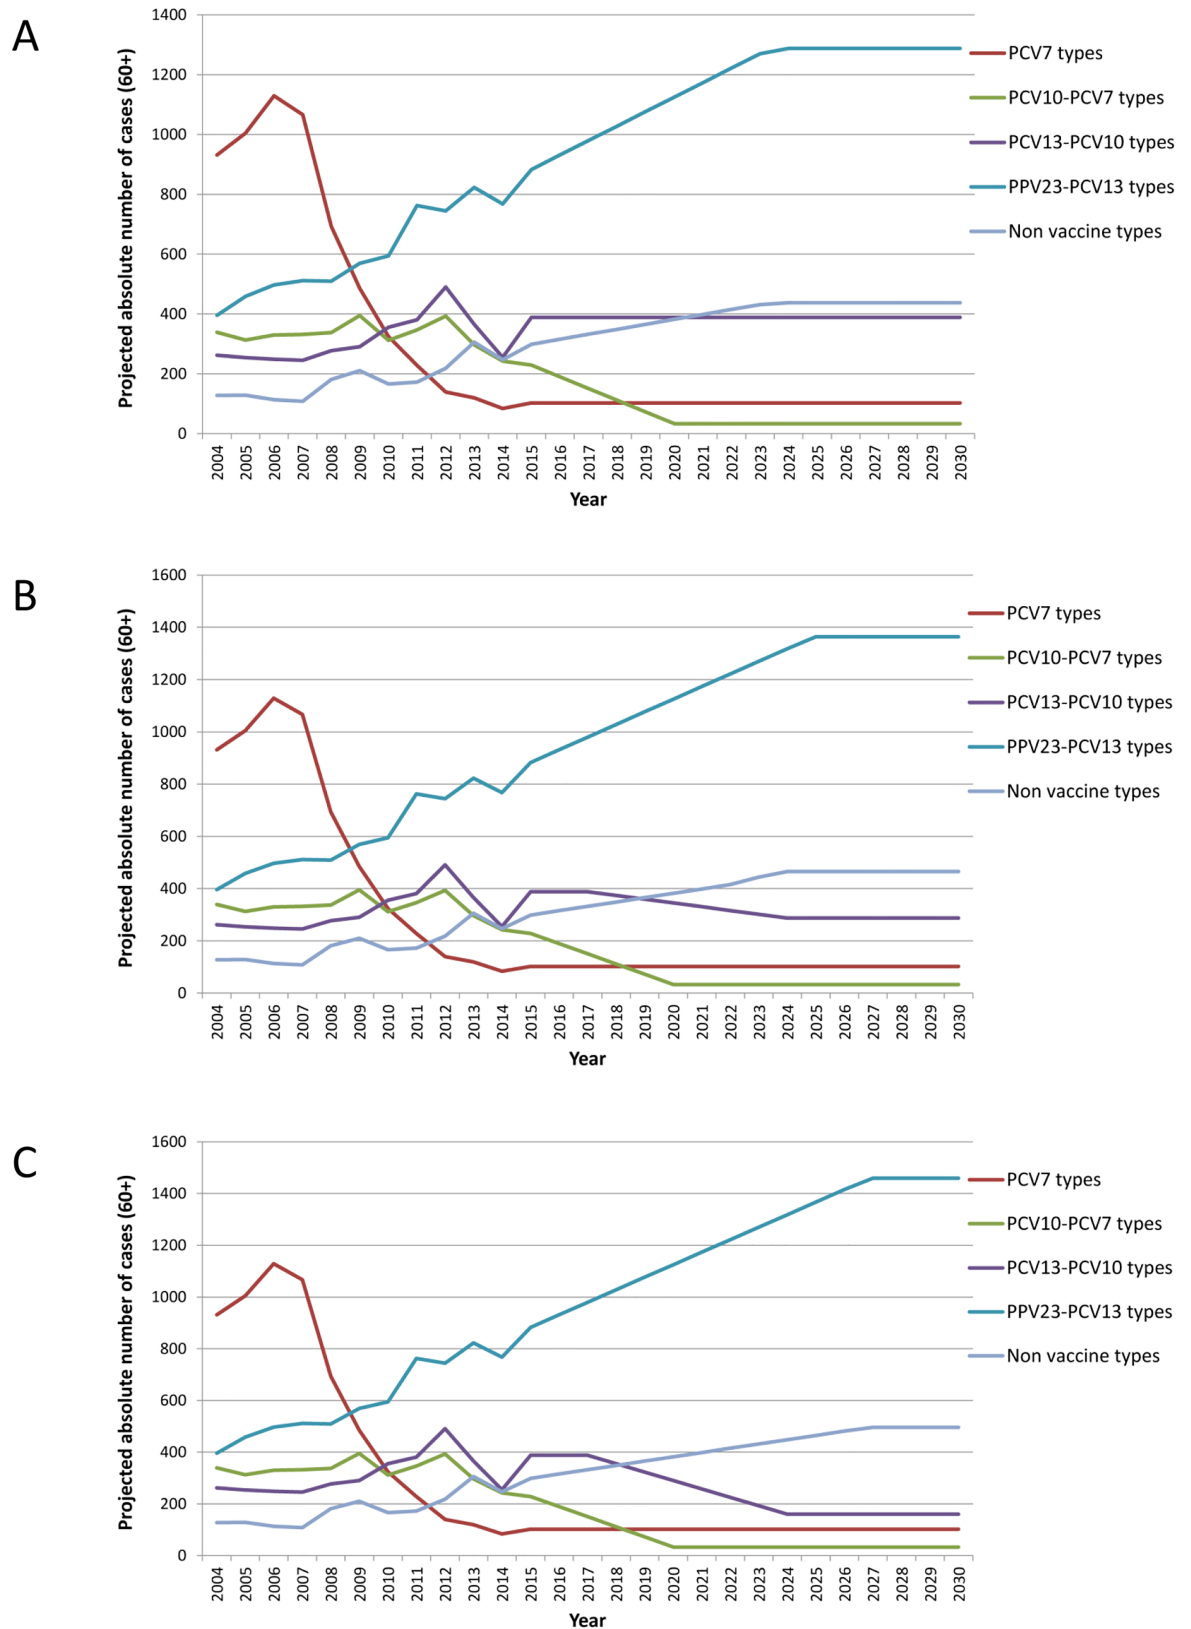 A
Projected absolute number of cases (60+)
1400
1200
1000
800
600
400
200
0
2004 2005 2006 2007 2008 2009 2010 2011 2012 2013 2014 2015 2016 2017 2018 2019 2020 2021 2022 2023 2024 2025 2026 2027 2028 2029 2030
Year
PCV7 types
PCV10-PCV7 types
PCV13-PCV10 types
PPV23-PCV13 types
Non vaccine types
B
Projected absolute number of cases (60+)
1600
1400
1200
1000
800
600
400
200
0
2004 2005 2006 2007 2008 2009 2010 2011 2012 2013 2014 2015 2016 2017 2018 2019 2020 2021 2022 2023 2024 2025 2026 2027 2028 2029 2030
Year
PCV7 types
PCV10-PCV7 types
PCV13-PCV10 types
PPV23-PCV13 types
Non vaccine types
C
Projected absolute number of cases (60+)
1600
1400
1200
1000
800
600
400
200
0
2004 2005 2006 2007 2008 2009 2010 2011 2012 2013 2014 2015 2016 2017 2018 2019 2020 2021 2022 2023 2024 2025 2026 2027 2028 2029 2030
Year
PCV7 types
PCV10-PCV7 types
PCV13-PCV10 types
PPV23-PCV13 types
Non vaccine types